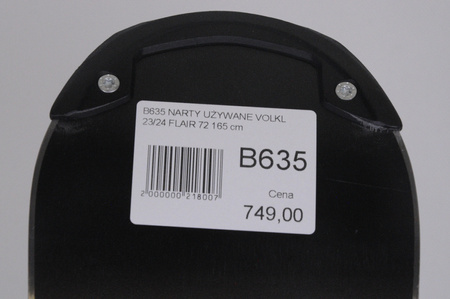 B635 NARTY UŻYWANE VOLKL
23/24 FLAIR 72 165 cm
B635
2 000000 218007
Cena
749,00